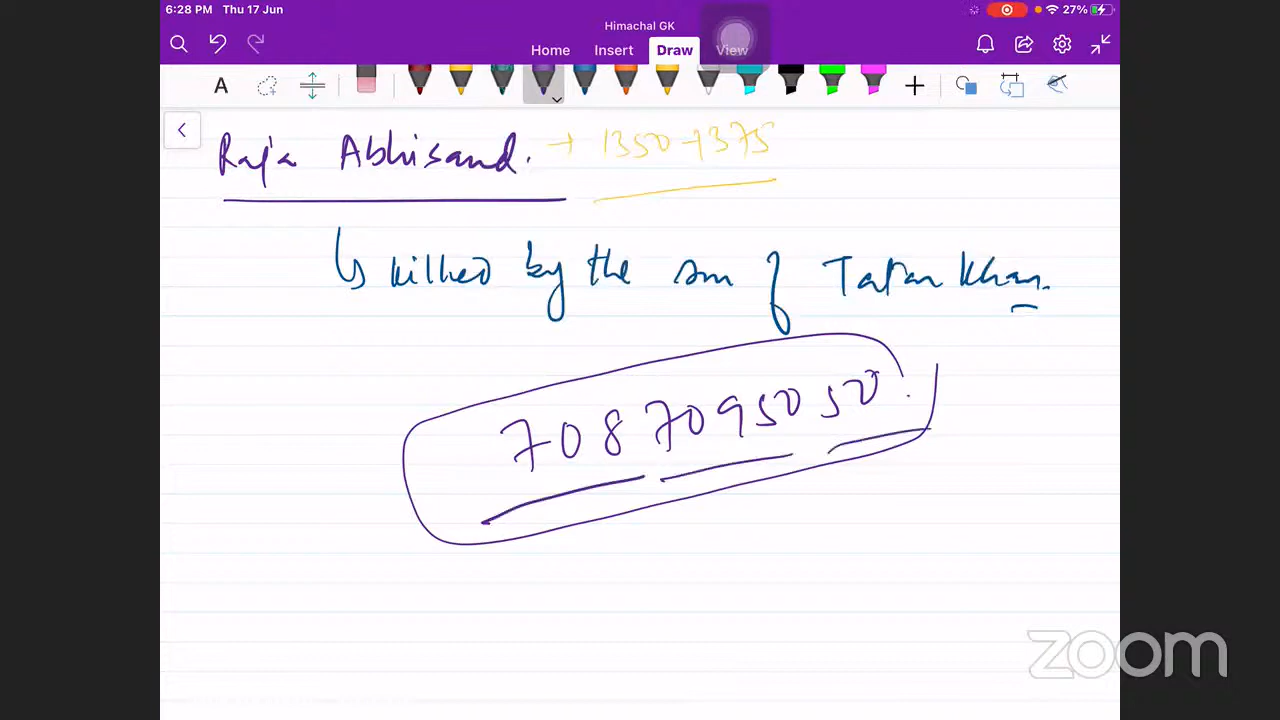 6:28 PM Thu 17 Jun
27%
Himachal GK
Home Insert Draw View
A
Raja Abhisand. → 1350-1375
↳ killed by the son of Tatar Khan.
7087095050.
zoom